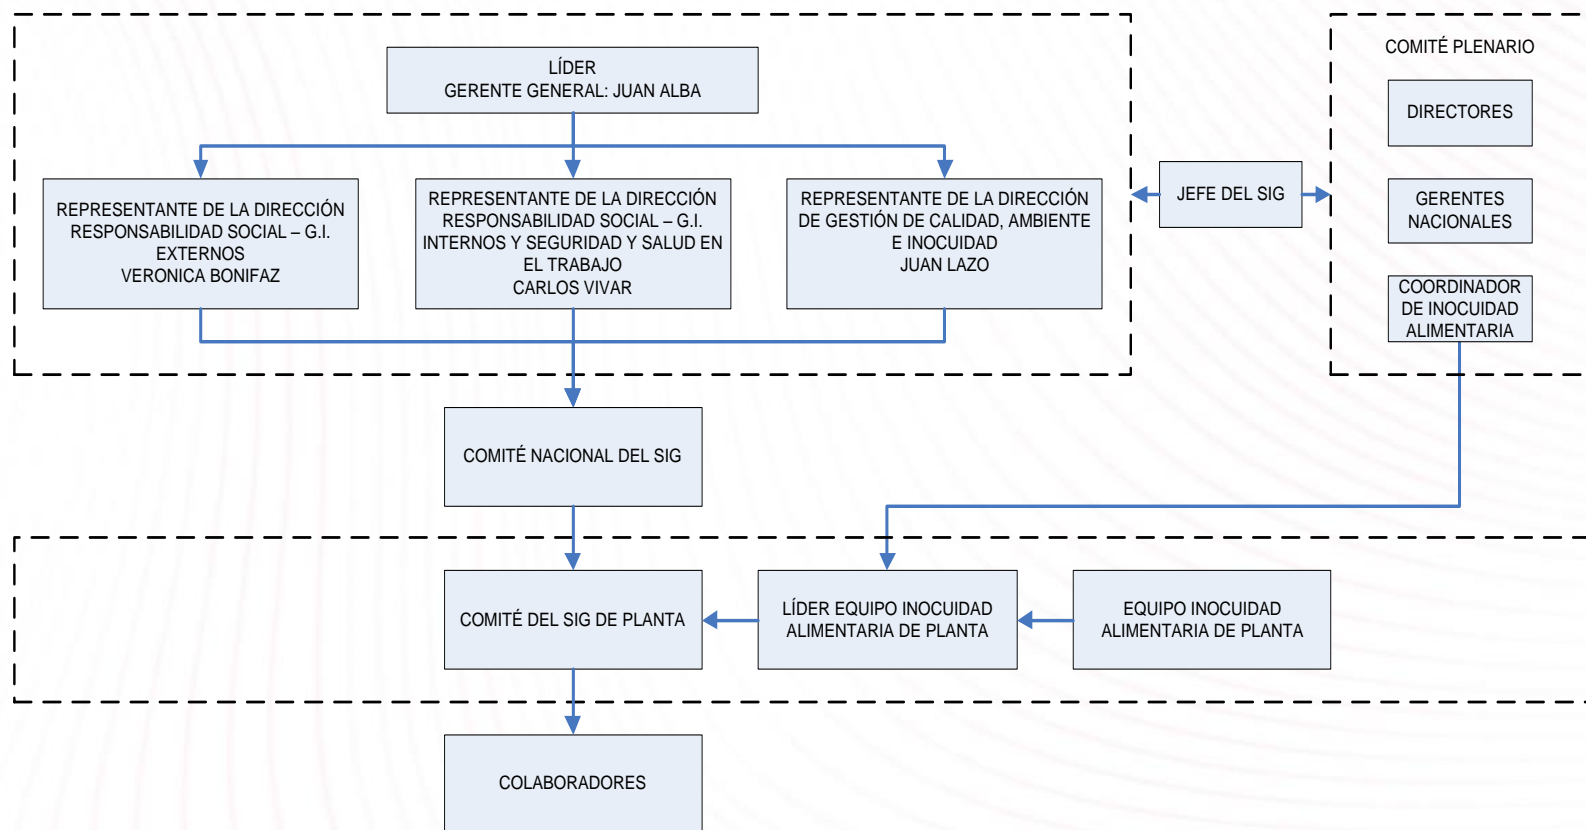 LÍDER
GERENTE GENERAL: JUAN ALBA
COMITÉ PLENARIO
DIRECTORES
REPRESENTANTE DE LA DIRECCIÓN
RESPONSABILIDAD SOCIAL – G.I.
EXTERNOS
VERONICA BONIFAZ
REPRESENTANTE DE LA DIRECCIÓN
RESPONSABILIDAD SOCIAL – G.I.
INTERNOS Y SEGURIDAD Y SALUD EN
EL TRABAJO
CARLOS VIVAR
REPRESENTANTE DE LA DIRECCIÓN
DE GESTIÓN DE CALIDAD, AMBIENTE
E INOCUIDAD
JUAN LAZO
JEFE DEL SIG
GERENTES
NACIONALES
COORDINADOR
DE INOCUIDAD
ALIMENTARIA
COMITÉ NACIONAL DEL SIG
COMITÉ DEL SIG DE PLANTA
LÍDER EQUIPO INOCUIDAD
ALIMENTARIA DE PLANTA
EQUIPO INOCUIDAD
ALIMENTARIA DE PLANTA
COLABORADORES